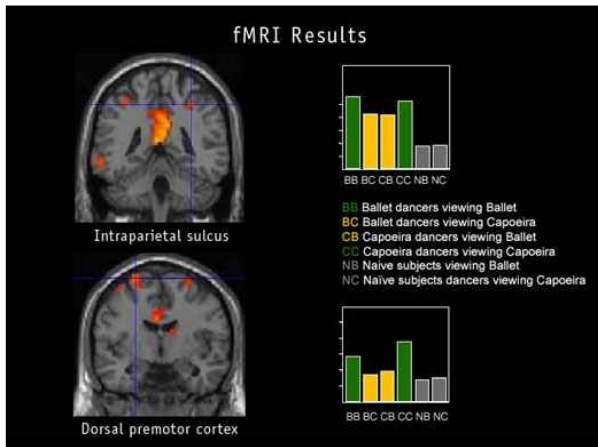 fMRI Results
Intraparietal sulcus
BB BC CB CC NB NC
BB Ballet dancers viewing Ballet
BC Ballet dancers viewing Capoeira
CB Capoeira dancers viewing Ballet
CC Capoeira dancers viewing Capoeira
NB Naive subjects viewing Ballet
NC Naïve subjects dancers viewing Capoeira
Dorsal premotor cortex
BB BC CB CC NB NC